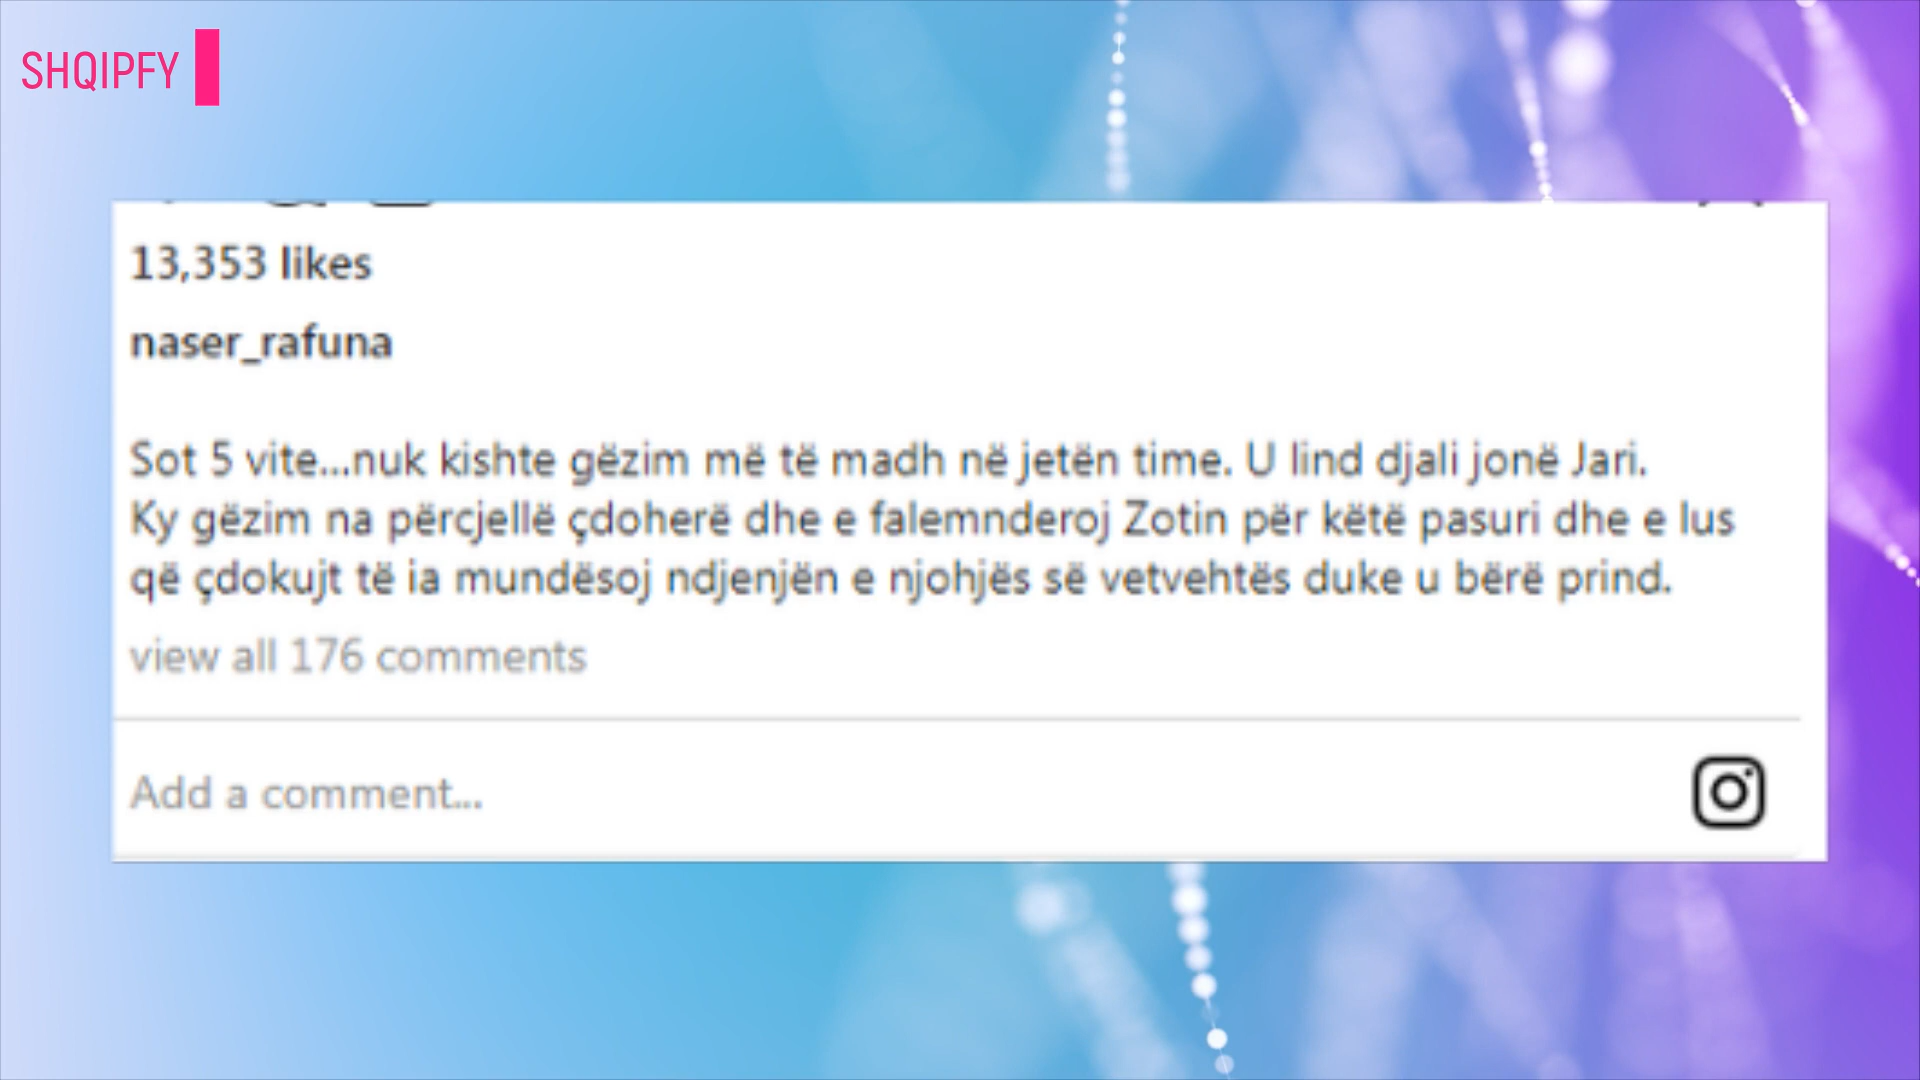 SHQIPFY
13,353 likes
naser_rafuna
Sot 5 vite...nuk kishte gëzim më të madh në jetën time. U lind djali jonë Jari.
Ky gëzim na përcjellë çdoherë dhe e falemnderoj Zotin për këtë pasuri dhe e lus
që çdokujt të ia mundësoj ndjenjën e njohjës së vetvehtës duke u bërë prind.
view all 176 comments
Add a comment...